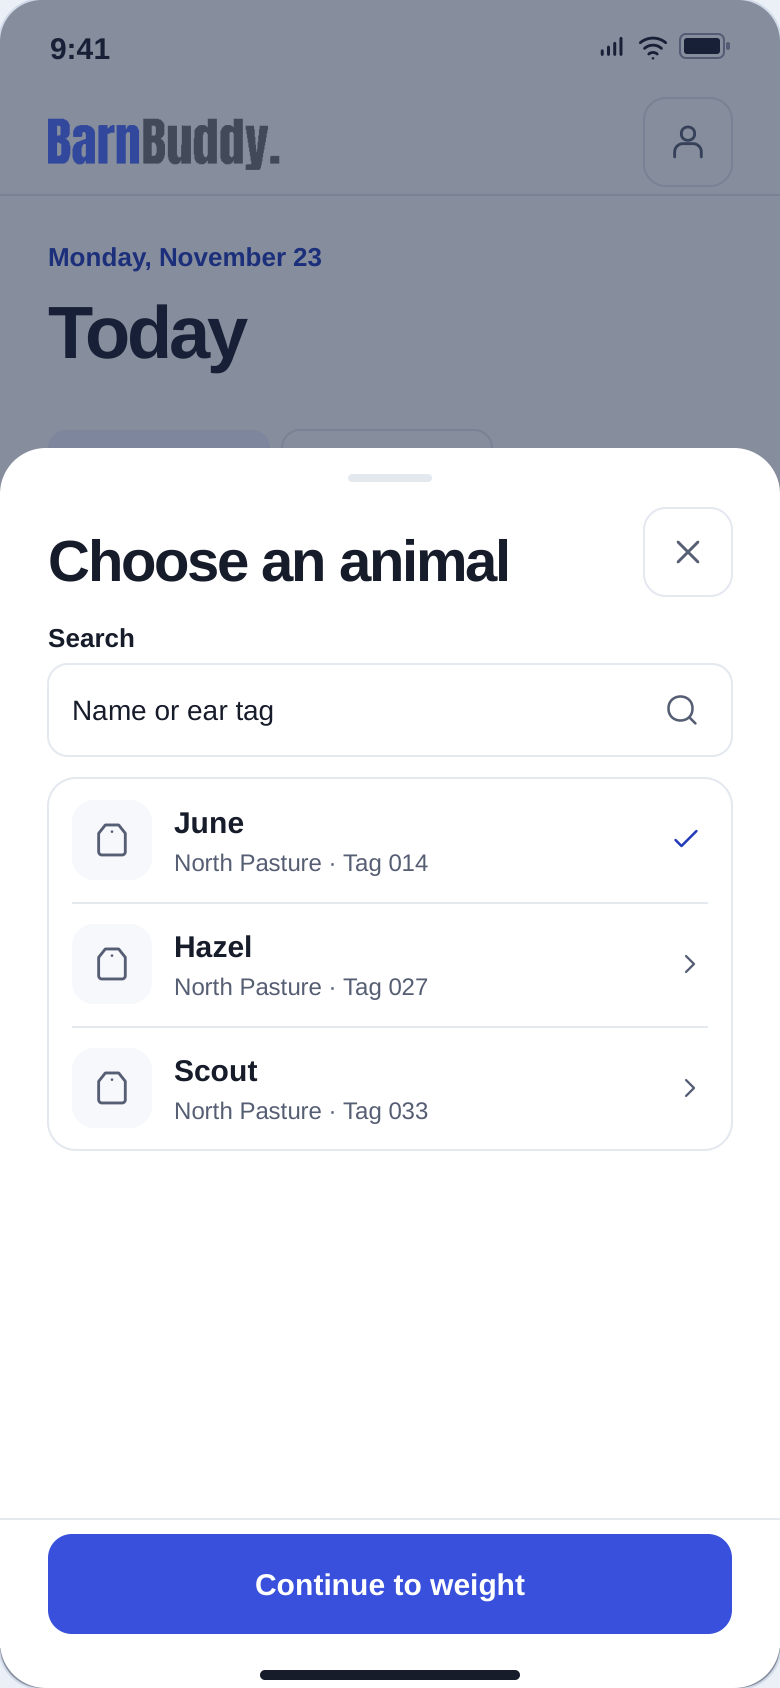 9:41
BarnBuddy.
Monday, November 23
Today
Choose an animal
Search
Name or ear tag
June
North Pasture · Tag 014
Hazel
North Pasture · Tag 027
Scout
North Pasture · Tag 033
Continue to weight